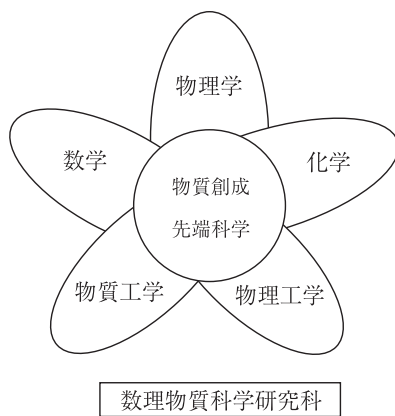 物理学
数学
化学
物質創成
先端科学
物質工学
物理工学
数理物質科学研究科